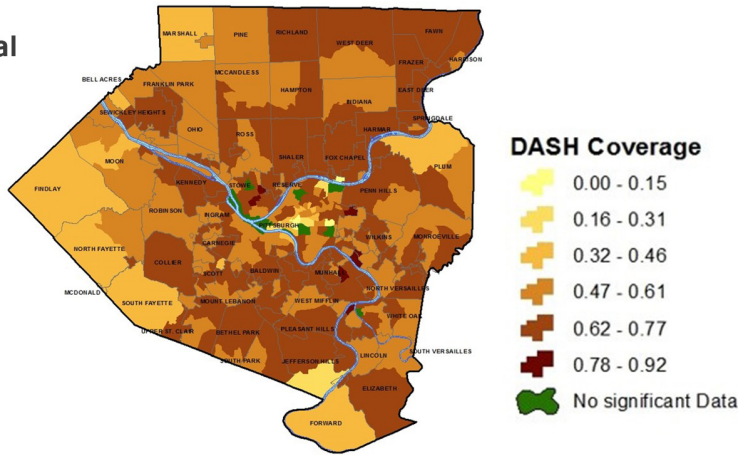 al
MARSHALL
PINE
RICHLAND
FAWN
WEST DEER
FRAZER
HARRISON
BELL ACRES
FRANKLIN PARK
MCCANDLESS
HAMPTON
EAST DEER
INDIANA
SEWICKLEY HEIGHTS
SPRINGDALE
OHIO
ROSS
HARMAR
MOON
SHALER
FOX CHAPEL
PLUM
FINDLAY
KENNEDY
STOWE
RESERVE
PENN HILLS
ROBINSON
INGRAM
PITTSBURGH
NORTH FAYETTE
CARNEGIE
WILKINS
MONROEVILLE
COLLIER
SCOTT
BALDWIN
MUNHALL
MCDONALD
SOUTH FAYETTE
MOUNT LEBANON
WEST MIFFLIN
NORTH VERSAILLES
WHITE OAK
UPPER ST. CLAIR
BETHEL PARK
PLEASANT HILLS
SOUTH PARK
JEFFERSON HILLS
LINCOLN
SOUTH VERSAILLES
ELIZABETH
FORWARD
DASH Coverage
0.00 - 0.15
0.16 - 0.31
0.32 - 0.46
0.47 - 0.61
0.62 - 0.77
0.78 - 0.92
No significant Data